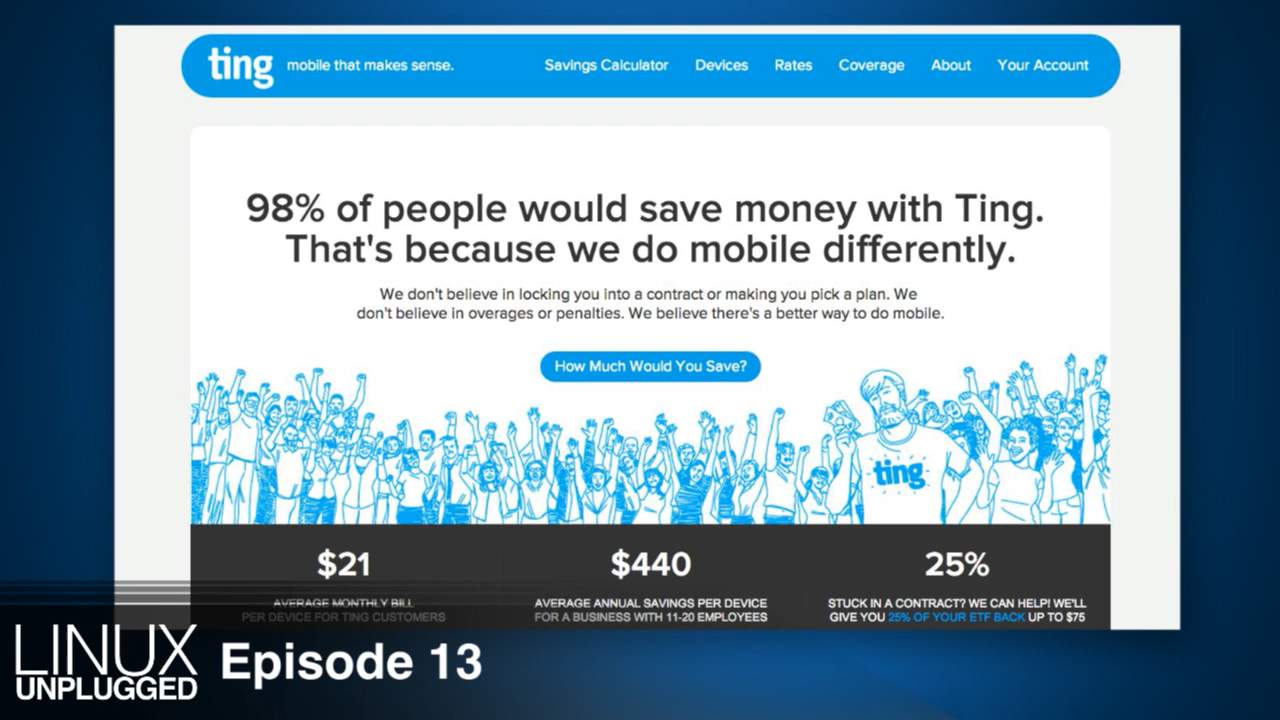 ting mobile that makes sense. Savings Calculator Devices Rates Coverage About Your Account
98% of people would save money with Ting.
That's because we do mobile differently.
We don't believe in locking you into a contract or making you pick a plan. We
don't believe in overages or penalties. We believe there's a better way to do mobile.
How Much Would You Save?
ting
$21 $440 25%
AVERAGE MONTHLY BILL AVERAGE ANNUAL SAVINGS PER DEVICE STUCK IN A CONTRACT? WE CAN HELP! WE'LL
PER DEVICE FOR TING CUSTOMERS FOR A BUSINESS WITH 11-20 EMPLOYEES GIVE YOU 25% OF YOUR ETF BACK UP TO $75
LINUX
UNPLUGGED
Episode 13